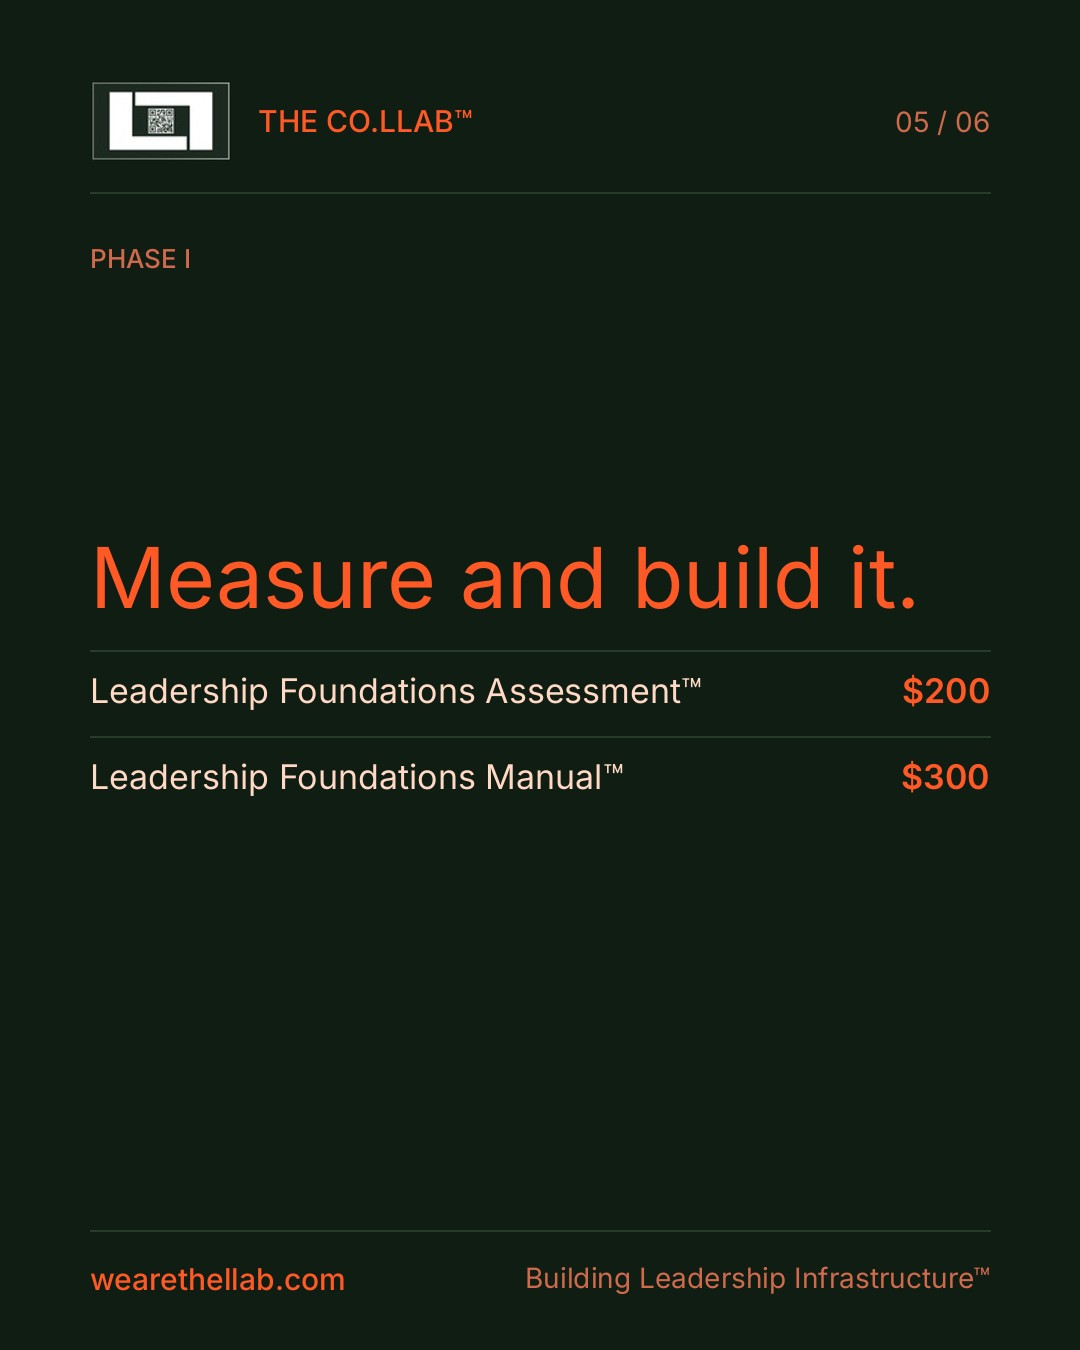 THE CO.LLAB™
05 / 06
PHASE I
Measure and build it.
Leadership Foundations Assessment™ $200
Leadership Foundations Manual™ $300
wearethellab.com
Building Leadership Infrastructure™